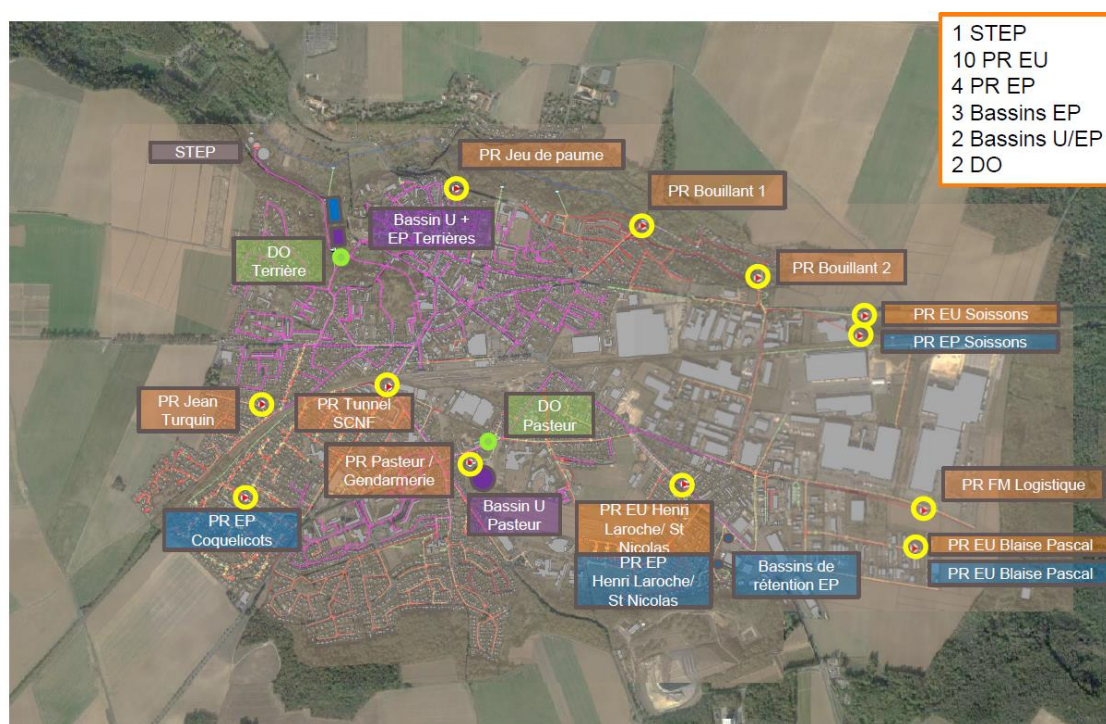 1 STEP
10 PR EU
4 PR EP
3 Bassins EP
2 Bassins U/EP
2 DO
STEP
PR Jeu de paume
PR Bouillant 1
Bassin U +
EP Terrières
DO
Terrière
PR Bouillant 2
PR EU Soissons
PR EP Soissons
PR Jean
Turquin
PR Tunnel
SCNF
DO
Pasteur
PR Pasteur /
Gendarmerie
PR FM Logistique
PR EP
Coquelicots
Bassin U
Pasteur
PR EU Henri
Laroche/ St
Nicolas
PR EP
Henri Laroche/
St Nicolas
Bassins de
rétention EP
PR EU Blaise Pascal
PR EU Blaise Pascal